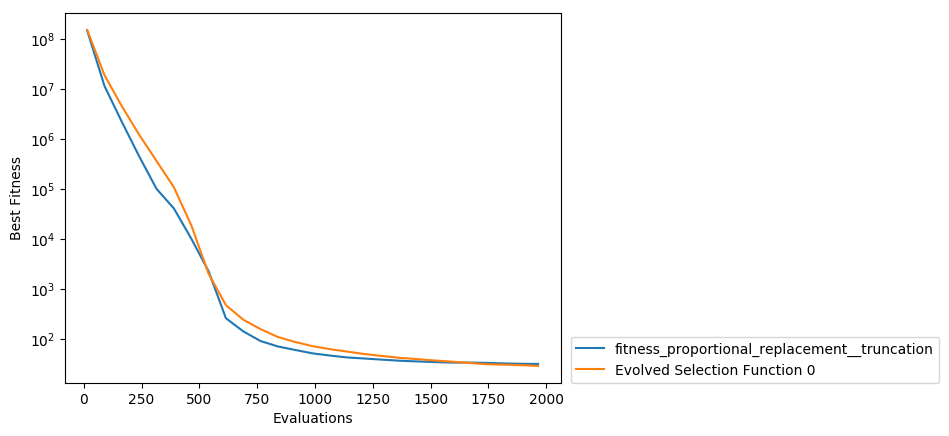 10^8
10^7
10^6
10^5
10^4
10^3
10^2
Best Fitness
0 250 500 750 1000 1250 1500 1750 2000
Evaluations
fitness_proportional_replacement__truncation
Evolved Selection Function 0